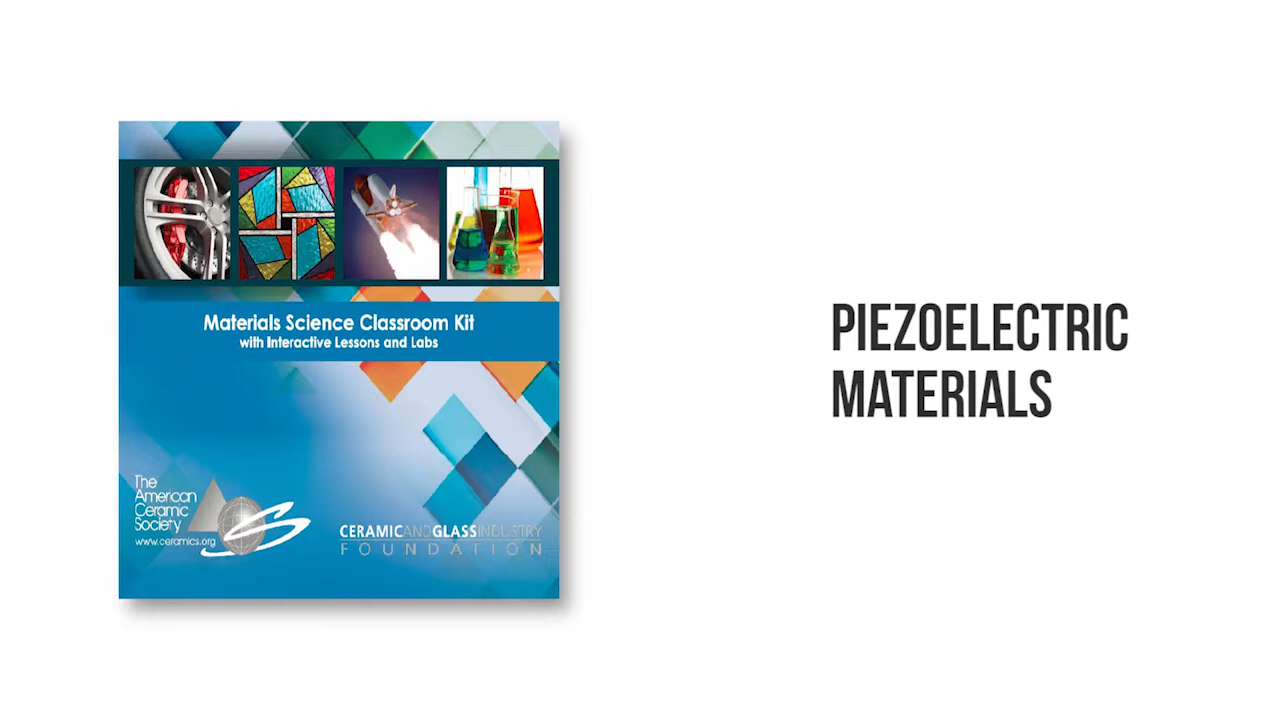 Materials Science Classroom Kit
with Interactive Lessons and Labs
The
American
Ceramic
Society
www.ceramics.org
CERAMICANDGLASSINDUSTRY
FOUNDATION
PIEZOELECTRIC
MATERIALS